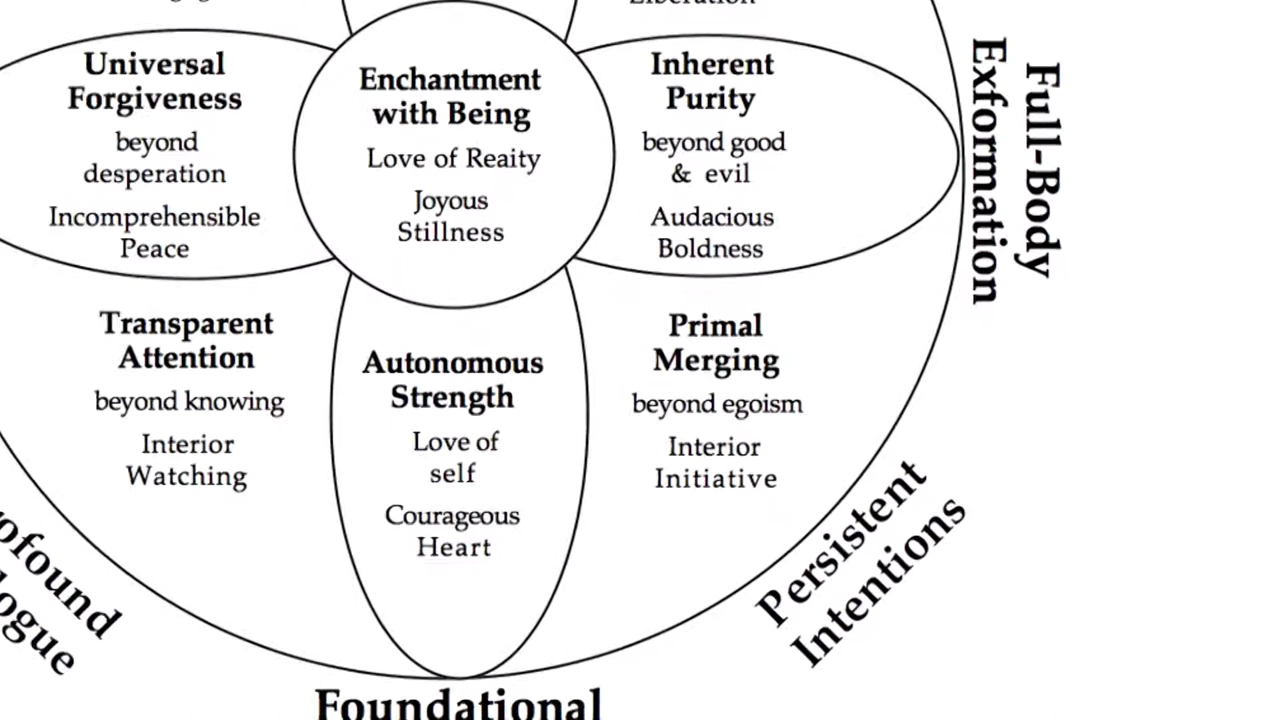 Liberation
Universal
Forgiveness
beyond
desperation
Incomprehensible
Peace
Enchantment
with Being
Love of Reaity
Joyous
Stillness
Inherent
Purity
beyond good
& evil
Audacious
Boldness
Full-Body
Exformation
Transparent
Attention
beyond knowing
Interior
Watching
Autonomous
Strength
Love of
self
Courageous
Heart
Primal
Merging
beyond egoism
Interior
Initiative
Persistent
Intentions
Foundational